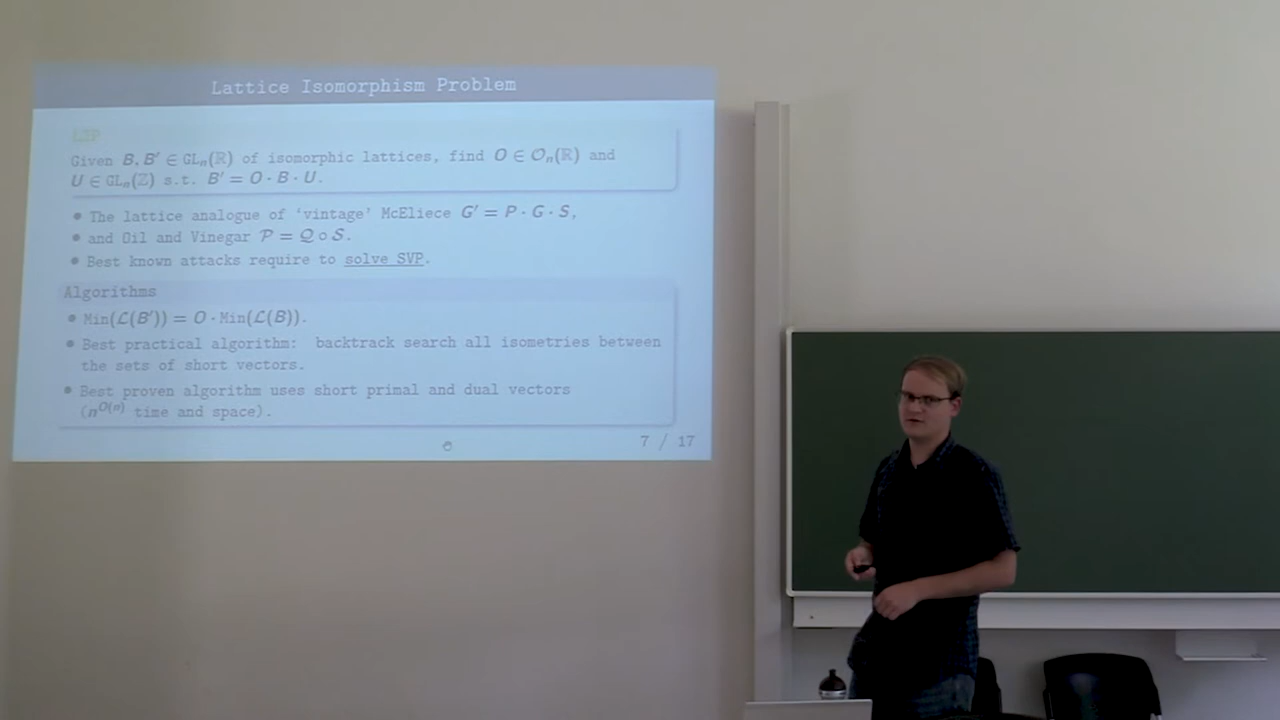 Lattice Isomorphism Problem
LIP
Given B, B′ ∈ GLₙ(ℝ) of isomorphic lattices, find O ∈ 𝒪ₙ(ℝ) and
U ∈ GLₙ(ℤ) s.t. B′ = O · B · U.
• The lattice analogue of ‘vintage’ McEliece G′ = P · G · S,
• and Oil and Vinegar 𝒫 = 𝒬 ∘ 𝒮.
• Best known attacks require to solve SVP.
Algorithms
• Min(ℒ(B′)) = O · Min(ℒ(B)).
• Best practical algorithm: backtrack search all isometries between
the sets of short vectors.
• Best proven algorithm uses short primal and dual vectors
(n^{O(n)} time and space).
7 / 17